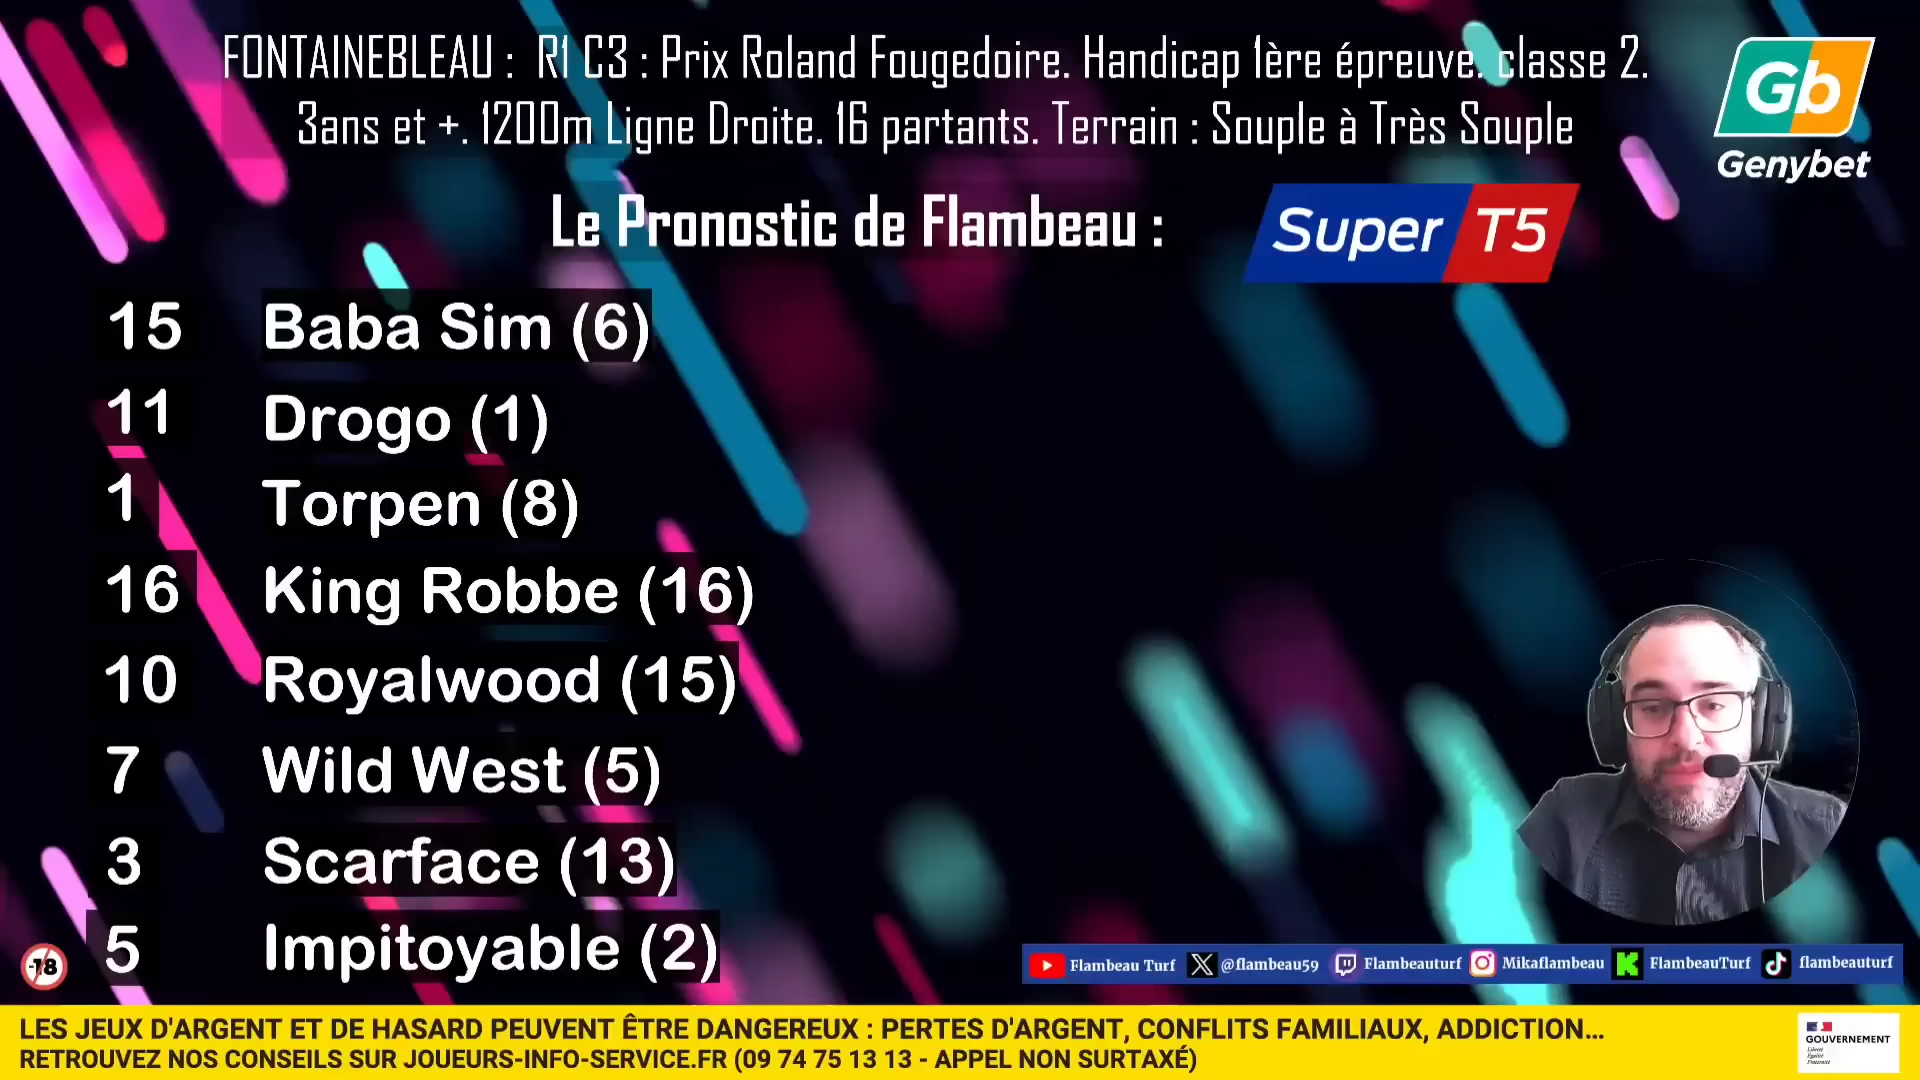 FONTAINEBLEAU : R1 C3 : Prix Roland Fougedoire. Handicap 1ère épreuve. classe 2.
3ans et +. 1200m Ligne Droite. 16 partants. Terrain : Souple à Très Souple
Gb
Genybet
Le Pronostic de Flambeau :
Super T5
15 Baba Sim (6)
11 Drogo (1)
1 Torpen (8)
16 King Robbe (16)
10 Royalwood (15)
7 Wild West (5)
3 Scarface (13)
5 Impitoyable (2)
-18
Flambeau Turf @flambeau59 Flambeauturf Mikaflambeau FlambeauTurf flambeauturf
LES JEUX D'ARGENT ET DE HASARD PEUVENT ÊTRE DANGEREUX : PERTES D'ARGENT, CONFLITS FAMILIAUX, ADDICTION...
RETROUVEZ NOS CONSEILS SUR JOUEURS-INFO-SERVICE.FR (09 74 75 13 13 - APPEL NON SURTAXÉ)
GOUVERNEMENT
Liberté
Égalité
Fraternité